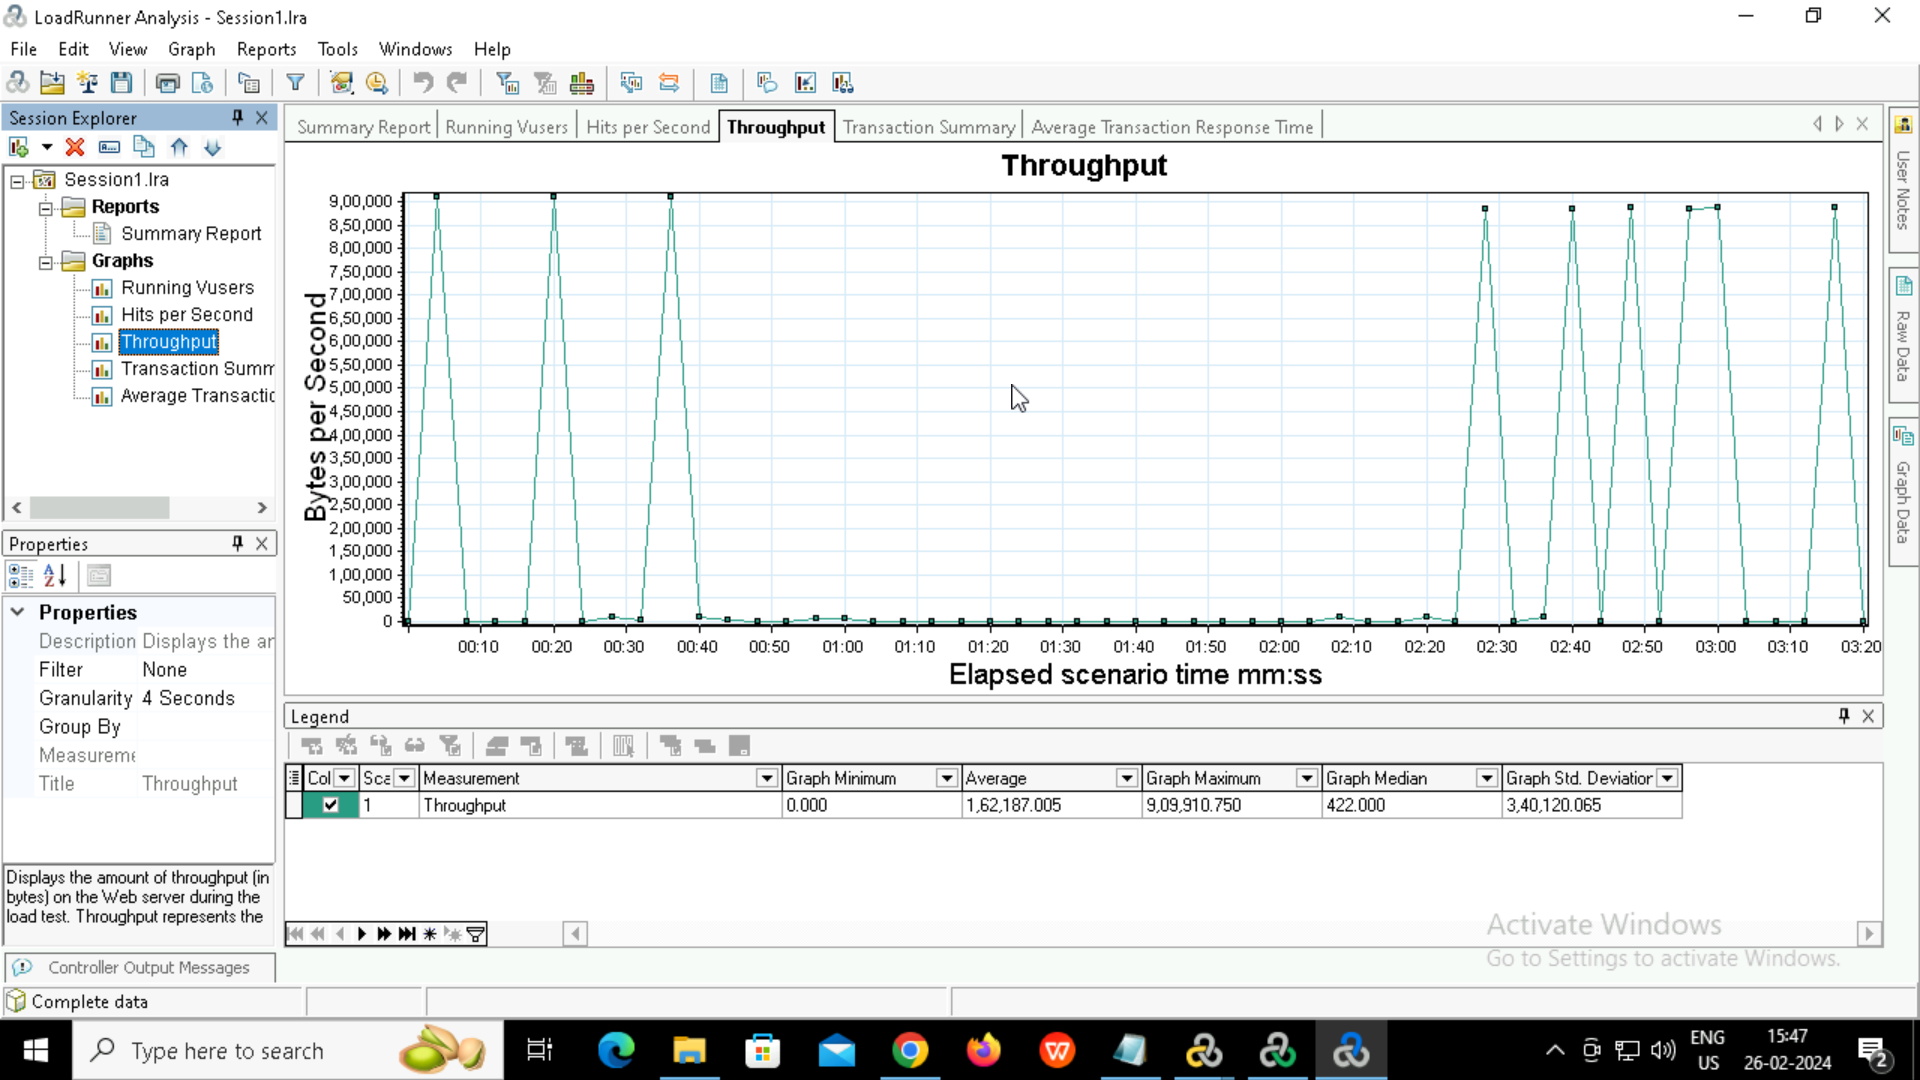 LoadRunner Analysis - Session1.lra
File Edit View Graph Reports Tools Windows Help
Session Explorer
Session1.lra
Reports
Summary Report
Graphs
Running Vusers
Hits per Second
Throughput
Transaction Summ
Average Transactic
Properties
Properties
Description Displays the ar
Filter None
Granularity 4 Seconds
Group By
Measureme
Title Throughput
Displays the amount of throughput (in
bytes) on the Web server during the
load test. Throughput represents the
Controller Output Messages
Complete data
Summary Report Running Vusers Hits per Second Throughput Transaction Summary Average Transaction Response Time
Throughput
Bytes per Second
9,00,000
8,50,000
8,00,000
7,50,000
7,00,000
6,50,000
6,00,000
5,50,000
5,00,000
4,50,000
4,00,000
3,50,000
3,00,000
2,50,000
2,00,000
1,50,000
1,00,000
50,000
0
00:10 00:20 00:30 00:40 00:50 01:00 01:10 01:20 01:30 01:40 01:50 02:00 02:10 02:20 02:30 02:40 02:50 03:00 03:10 03:20
Elapsed scenario time mm:ss
Legend
Col Sca Measurement Graph Minimum Average Graph Maximum Graph Median Graph Std. Deviation
1 Throughput 0.000 1,62,187.005 9,09,910.750 422.000 3,40,120.065
User Notes
Raw Data
Graph Data
Activate Windows
Go to Settings to activate Windows.
Type here to search
ENG
US
15:47
26-02-2024
2